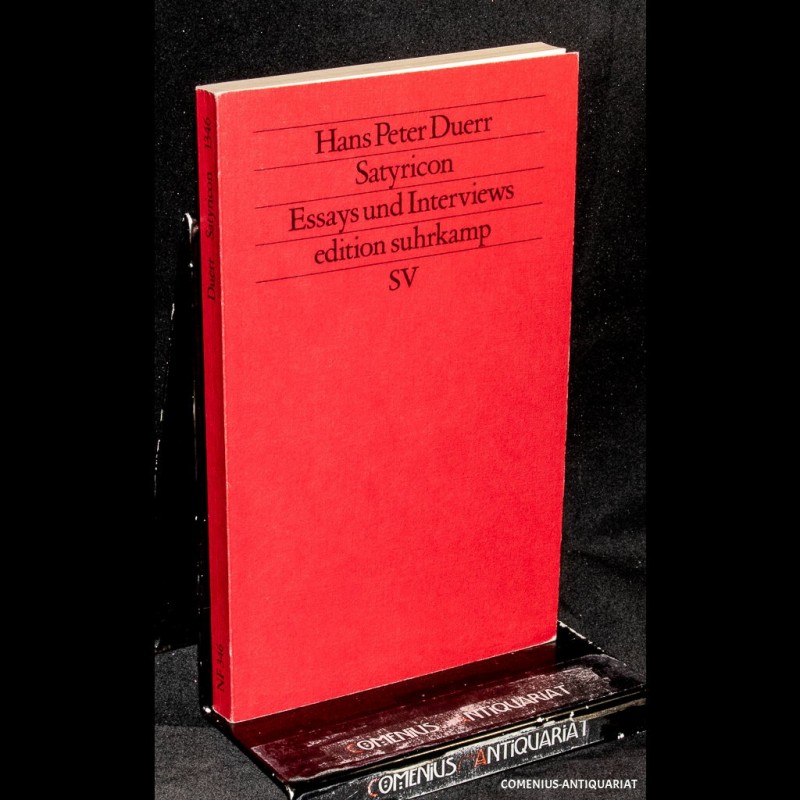 Hans Peter Duerr
Satyricon
Essays und Interviews
edition suhrkamp
SV
Duerr Satyricon 1346
NF 346
COMENIUS ANTIQUARIAT
COMENIUS ANTIQUARIAT
COMENIUS-ANTIQUARIAT